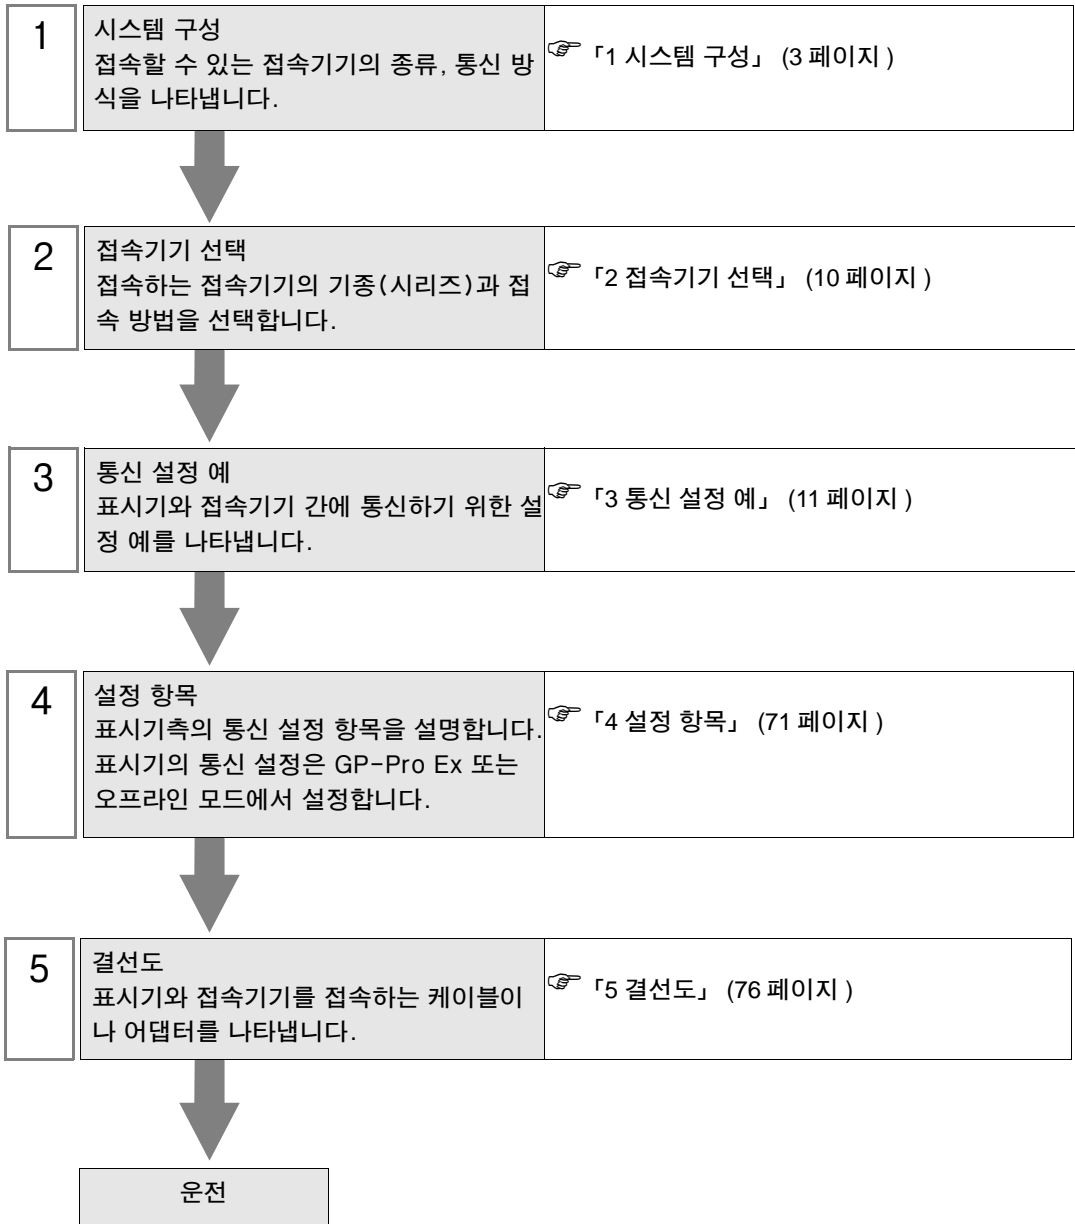 1
시스템 구성
접속할 수 있는 접속기기의 종류, 통신 방
식을 나타냅니다.
☞ 「1 시스템 구성」 (3 페이지 )
2
접속기기 선택
접속하는 접속기기의 기종(시리즈)과 접
속 방법을 선택합니다.
☞ 「2 접속기기 선택」 (10 페이지 )
3
통신 설정 예
표시기와 접속기기 간에 통신하기 위한 설
정 예를 나타냅니다.
☞ 「3 통신 설정 예」 (11 페이지 )
4
설정 항목
표시기측의 통신 설정 항목을 설명합니다.
표시기의 통신 설정은 GP-Pro Ex 또는
오프라인 모드에서 설정합니다.
☞ 「4 설정 항목」 (71 페이지 )
5
결선도
표시기와 접속기기를 접속하는 케이블이
나 어댑터를 나타냅니다.
☞ 「5 결선도」 (76 페이지 )
운전